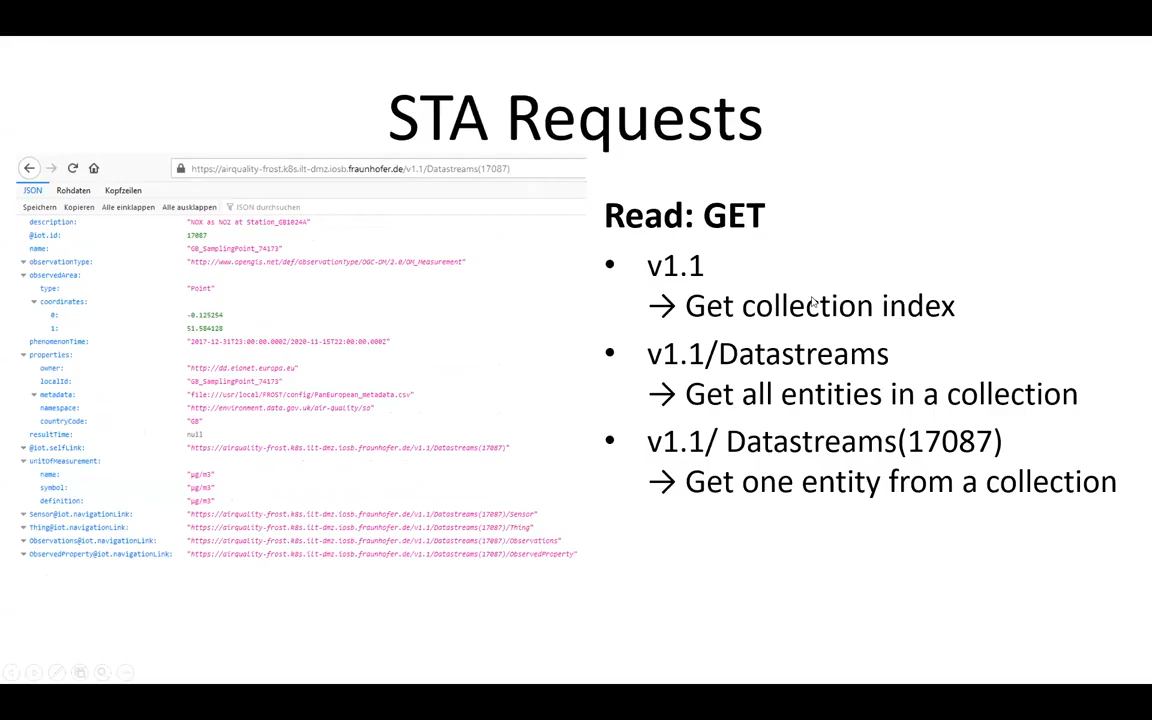 STA Requests
https://airquality-frost.k8s.ilt-dmz.iosb.fraunhofer.de/v1.1/Datastreams(17087)
JSON Rohdaten Kopfzeilen
Speichern Kopieren Alle einklappen Alle ausklappen JSON durchsuchen
description: "NOX as NO2 at Station_GB1024A"
@iot.id: 17087
name: "GB_SamplingPoint_74173"
observationType: "http://www.opengis.net/def/observationType/OGC-OM/2.0/OM_Measurement"
observedArea:
type: "Point"
coordinates:
0: -0.125254
1: 51.584128
phenomenonTime: "2017-12-31T23:00:00.000Z/2020-11-15T22:00:00.000Z"
properties:
owner: "http://dd.eionet.europa.eu"
localId: "GB_SamplingPoint_74173"
metadata: "file:///usr/local/FROST/config/PanEuropean_metadata.csv"
namespace: "http://environment.data.gov.uk/air-quality/so"
countryCode: "GB"
resultTime: null
@iot.selfLink: "https://airquality-frost.k8s.ilt-dmz.iosb.fraunhofer.de/v1.1/Datastreams(17087)"
unitOfMeasurement:
name: "µg/m3"
symbol: "µg/m3"
definition: "µg/m3"
Sensor@iot.navigationLink: "https://airquality-frost.k8s.ilt-dmz.iosb.fraunhofer.de/v1.1/Datastreams(17087)/Sensor"
Thing@iot.navigationLink: "https://airquality-frost.k8s.ilt-dmz.iosb.fraunhofer.de/v1.1/Datastreams(17087)/Thing"
Observations@iot.navigationLink: "https://airquality-frost.k8s.ilt-dmz.iosb.fraunhofer.de/v1.1/Datastreams(17087)/Observations"
ObservedProperty@iot.navigationLink: "https://airquality-frost.k8s.ilt-dmz.iosb.fraunhofer.de/v1.1/Datastreams(17087)/ObservedProperty"
Read: GET
• v1.1
→ Get collection index
• v1.1/Datastreams
→ Get all entities in a collection
• v1.1/ Datastreams(17087)
→ Get one entity from a collection